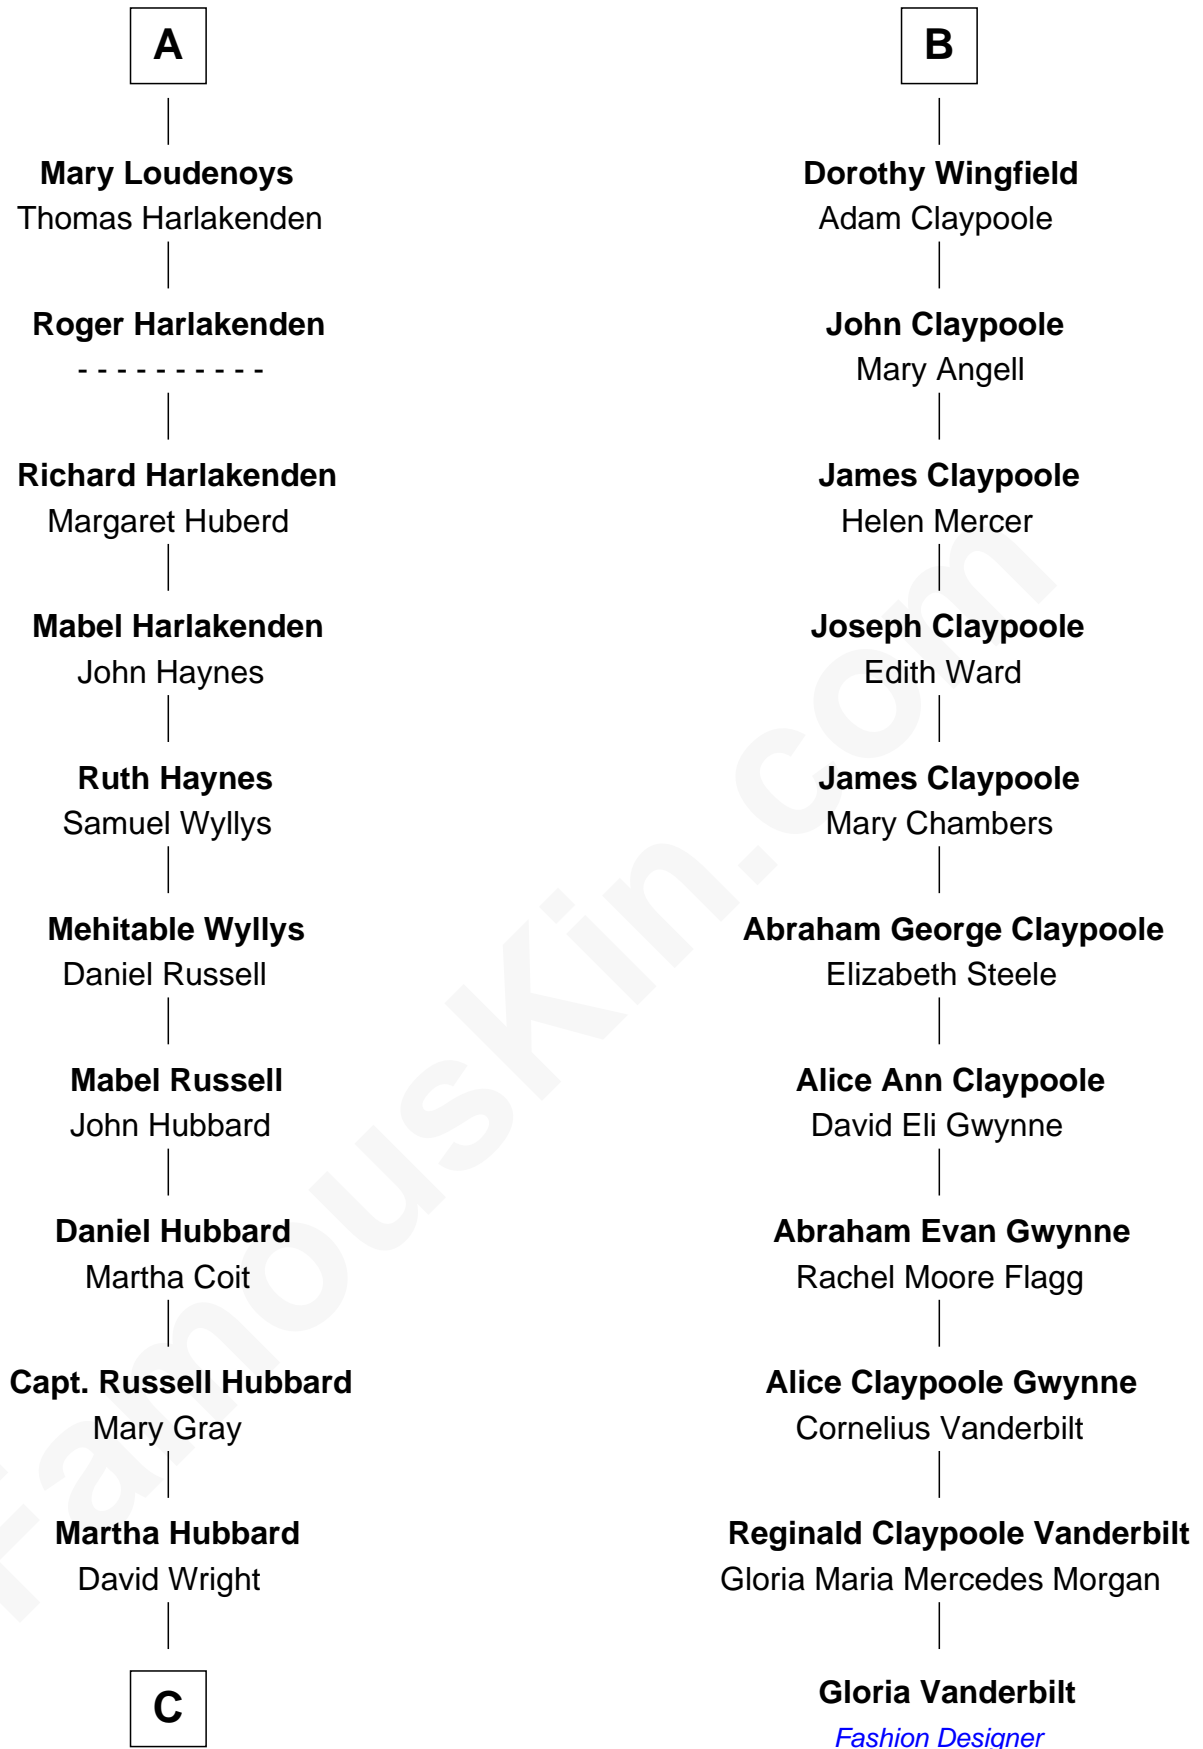 A
Mary Loudenoys
Thomas Harlakenden
Roger Harlakenden
- - - - - - - - - -
Richard Harlakenden
Margaret Huberd
Mabel Harlakenden
John Haynes
Ruth Haynes
Samuel Wyllys
Mehitable Wyllys
Daniel Russell
Mabel Russell
John Hubbard
Daniel Hubbard
Martha Coit
Capt. Russell Hubbard
Mary Gray
Martha Hubbard
David Wright
C
B
Dorothy Wingfield
Adam Claypoole
John Claypoole
Mary Angell
James Claypoole
Helen Mercer
Joseph Claypoole
Edith Ward
James Claypoole
Mary Chambers
Abraham George Claypoole
Elizabeth Steele
Alice Ann Claypoole
David Eli Gwynne
Abraham Evan Gwynne
Rachel Moore Flagg
Alice Claypoole Gwynne
Cornelius Vanderbilt
Reginald Claypoole Vanderbilt
Gloria Maria Mercedes Morgan
Gloria Vanderbilt
Fashion Designer
FamousKin.com